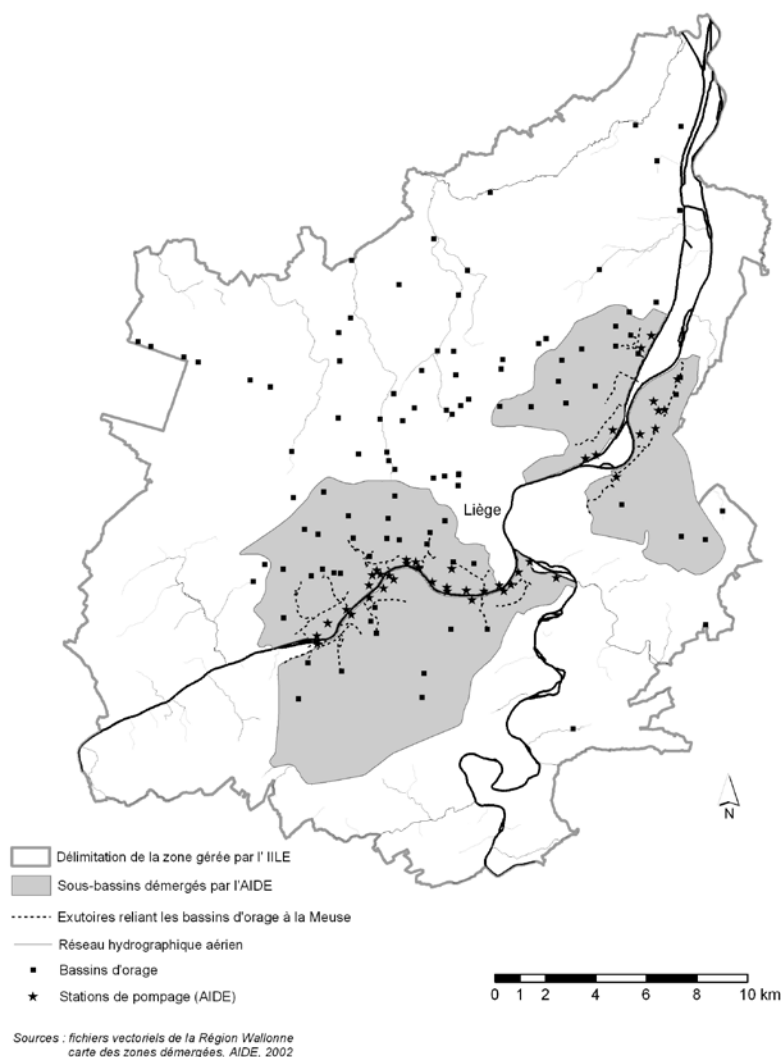 Liège
N
Délimitation de la zone gérée par l' IILE
Sous-bassins démergés par l'AIDE
Exutoires reliant les bassins d'orage à la Meuse
Réseau hydrographique aérien
Bassins d'orage
Stations de pompage (AIDE)
0 1 2 4 6 8 10 km
Sources : fichiers vectoriels de la Région Wallonne
carte des zones démergées, AIDE, 2002